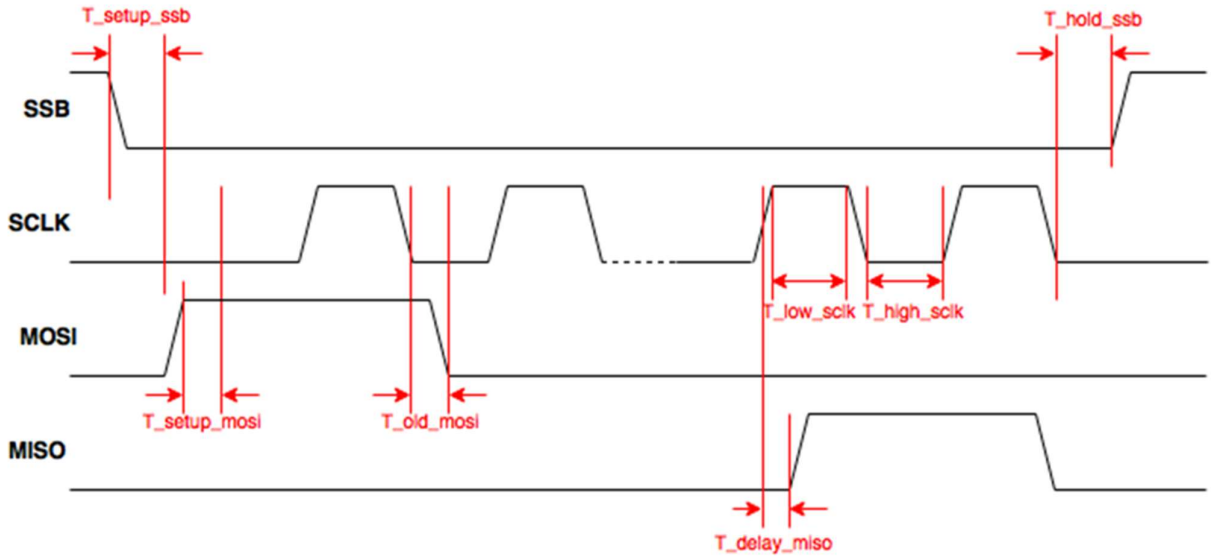 T_setup_ssb
T_hold_ssb
SSB
SCLK
T_low_sclk
T_high_sclk
MOSI
T_setup_mosi
T_old_mosi
MISO
T_delay_miso